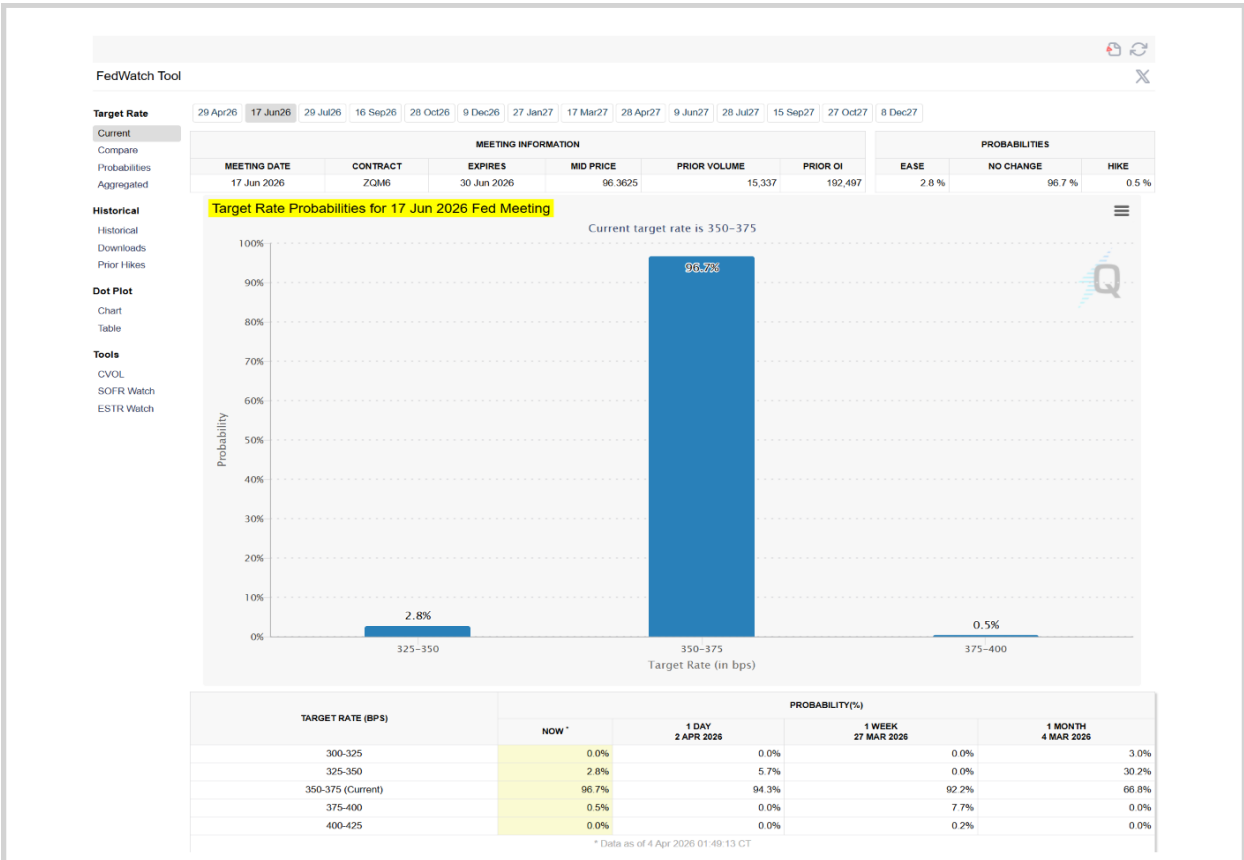 FedWatch Tool
Target Rate
Current
Compare
Probabilities
Aggregated
Historical
Historical
Downloads
Prior Hikes
Dot Plot
Chart
Table
Tools
CVOL
SOFR Watch
ESTR Watch
29 Apr26 17 Jun26 29 Jul26 16 Sep26 28 Oct26 9 Dec26 27 Jan27 17 Mar27 28 Apr27 9 Jun27 28 Jul27 15 Sep27 27 Oct27 8 Dec27
MEETING INFORMATION PROBABILITIES
MEETING DATE CONTRACT EXPIRES MID PRICE PRIOR VOLUME PRIOR OI EASE NO CHANGE HIKE
17 Jun 2026 ZQM6 30 Jun 2026 96.3625 15,337 192,497 2.8 % 96.7 % 0.5 %
Target Rate Probabilities for 17 Jun 2026 Fed Meeting
Current target rate is 350–375
Q
100%
90%
80%
70%
60%
50%
40%
30%
20%
10%
0%
Probability
2.8% 96.7% 0.5%
325–350 350–375 375–400
Target Rate (in bps)
TARGET RATE (BPS) PROBABILITY(%)
NOW * 1 DAY 1 WEEK 1 MONTH
2 APR 2026 27 MAR 2026 4 MAR 2026
300-325 0.0% 0.0% 0.0% 3.0%
325-350 2.8% 5.7% 0.0% 30.2%
350-375 (Current) 96.7% 94.3% 92.2% 66.8%
375-400 0.5% 0.0% 7.7% 0.0%
400-425 0.0% 0.0% 0.2% 0.0%
* Data as of 4 Apr 2026 01:49:13 CT